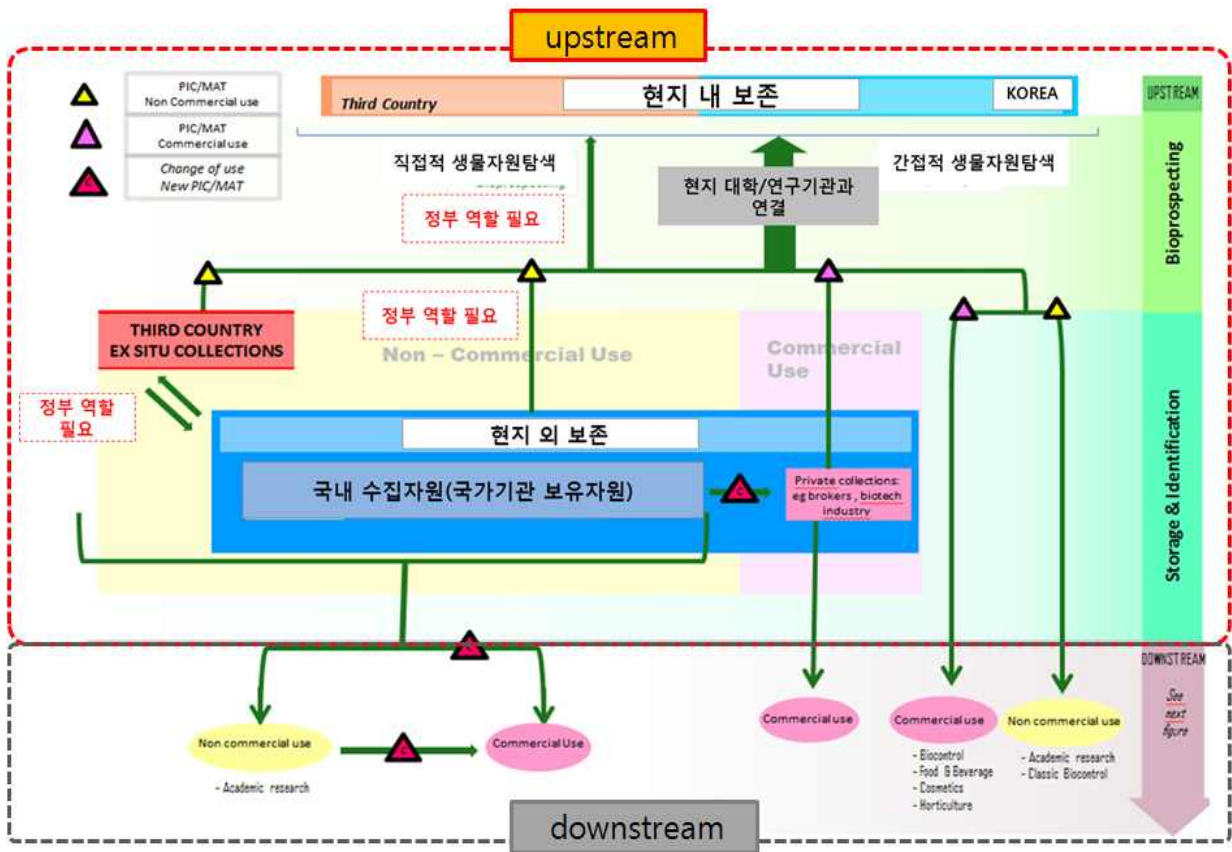 upstream
PIC/MAT
Non Commercial use
PIC/MAT
Commercial use
Change of use
New PIC/MAT
C
Third Country
현지 내 보존
KOREA
UPSTREAM
직접적 생물자원탐색
간접적 생물자원탐색
현지 대학/연구기관과
연결
정부 역할 필요
Bioprospecting
정부 역할 필요
THIRD COUNTRY
EX SITU COLLECTIONS
Non – Commercial Use
Commercial
Use
정부 역할
필요
현지 외 보존
국내 수집자원(국가기관 보유자원)
C
Private collections:
eg brokers , biotech
industry
Storage & Identification
DOWNSTREAM
See
next
figure
Non commercial use
C
Commercial Use
Commercial use
Commercial use
Non commercial use
- Academic research
- Biocontrol
- Food & Beverage
- Cosmetics
- Horticulture
- Academic research
- Classic Biocontrol
downstream